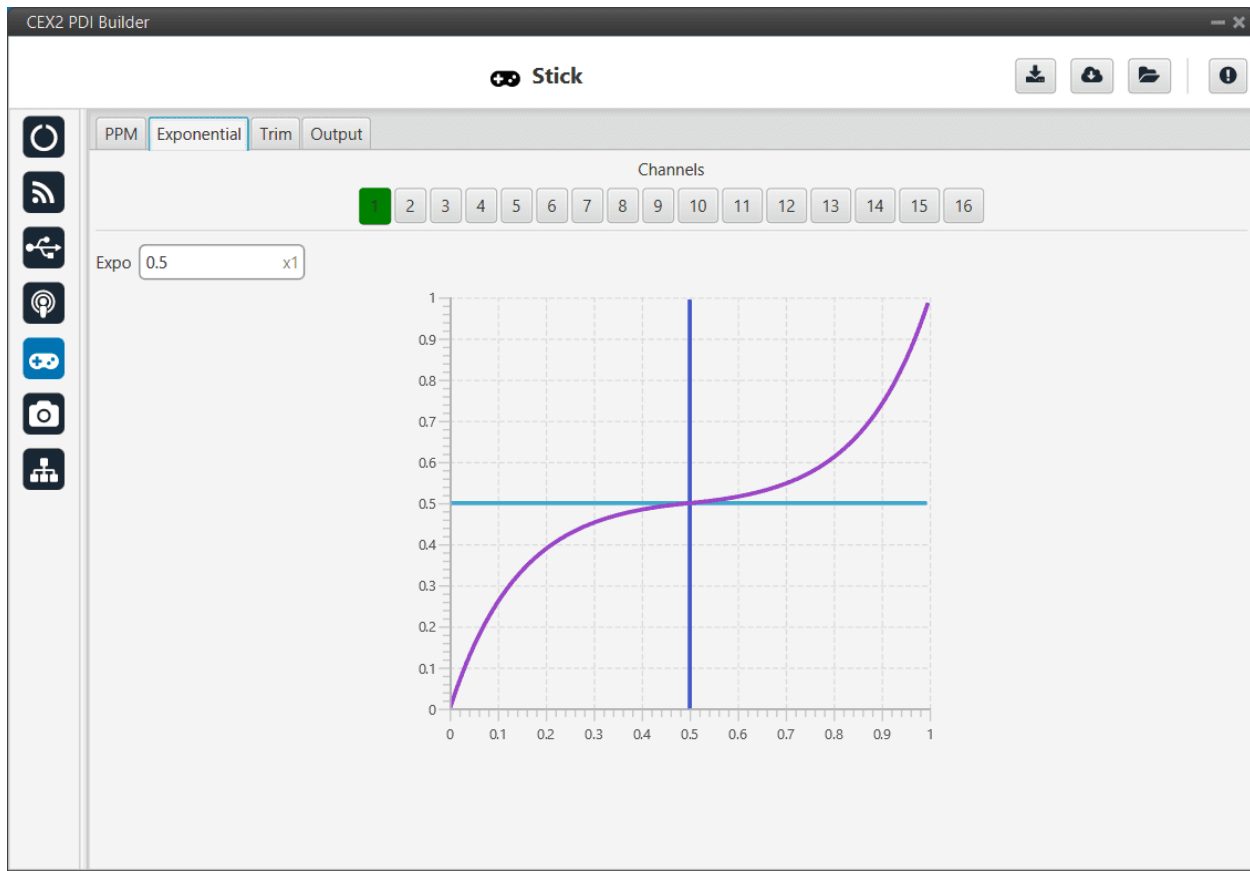 CEX2 PDI Builder
Stick
PPM Exponential Trim Output
Channels
1 2 3 4 5 6 7 8 9 10 11 12 13 14 15 16
Expo 0.5 x1
1
0.9
0.8
0.7
0.6
0.5
0.4
0.3
0.2
0.1
0
0 0.1 0.2 0.3 0.4 0.5 0.6 0.7 0.8 0.9 1